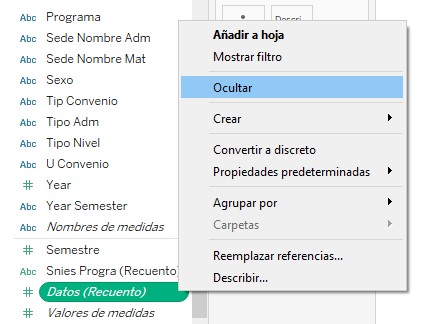 Abc Programa
Abc Sede Nombre Adm
Abc Sede Nombre Mat
Abc Sexo
Abc Tip Convenio
Abc Tipo Adm
Abc Tipo Nivel
Abc U Convenio
# Year
Abc Year Semester
Abc Nombres de medidas
# Semestre
Abc Snies Progra (Recuento)
# Datos (Recuento)
# Valores de medidas
Descri...
Añadir a hoja
Mostrar filtro
Ocultar
Crear
Convertir a discreto
Propiedades predeterminadas
Agrupar por
Carpetas
Reemplazar referencias...
Describir...